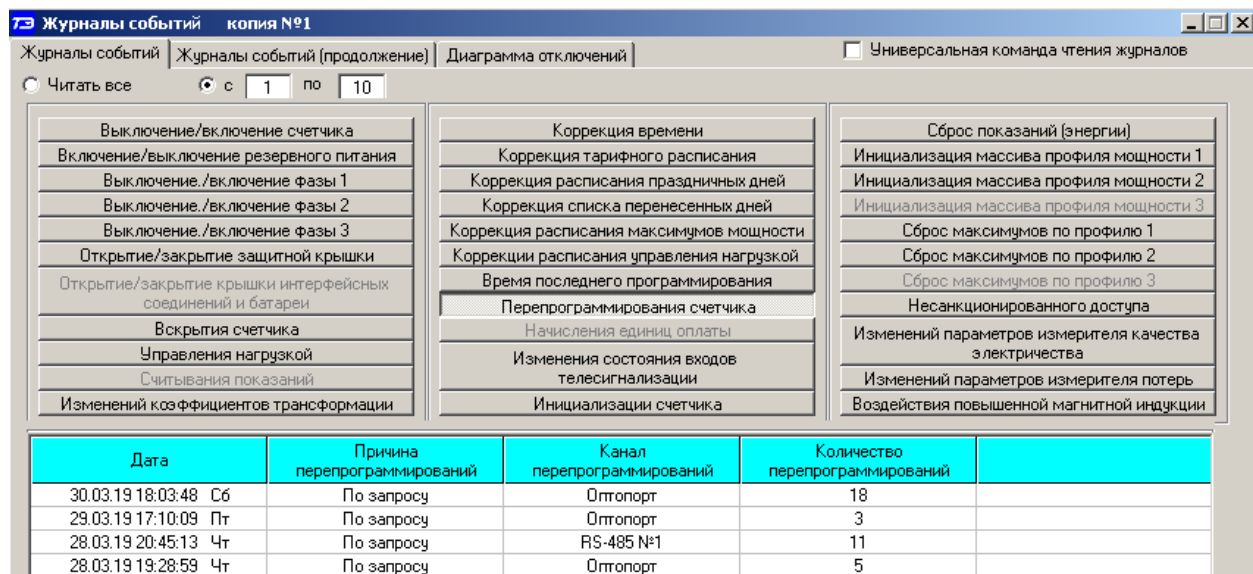 ТЭ Журналы событий копия №1
Журналы событий Журналы событий (продолжение) Диаграмма отключений Универсальная команда чтения журналов
Читать все с 1 по 10
Выключение/включение счетчика
Включение/выключение резервного питания
Выключение./включение фазы 1
Выключение./включение фазы 2
Выключение./включение фазы 3
Открытие/закрытие защитной крышки
Открытие/закрытие крышки интерфейсных
соединений и батареи
Вскрытия счетчика
Управления нагрузкой
Считывания показаний
Изменений коэффициентов трансформации
Коррекция времени
Коррекция тарифного расписания
Коррекция расписания праздничных дней
Коррекция списка перенесенных дней
Коррекция расписания максимумов мощности
Коррекции расписания управления нагрузкой
Время последнего программирования
Перепрограммирования счетчика
Начисления единиц оплаты
Изменения состояния входов
телесигнализации
Инициализации счетчика
Сброс показаний (энергии)
Инициализация массива профиля мощности 1
Инициализация массива профиля мощности 2
Инициализация массива профиля мощности 3
Сброс максимумов по профилю 1
Сброс максимумов по профилю 2
Сброс максимумов по профилю 3
Несанкционированного доступа
Изменений параметров измерителя качества
электричества
Изменений параметров измерителя потерь
Воздействия повышенной магнитной индукции
Дата Причина перепрограммирований Канал перепрограммирований Количество перепрограммирований
30.03.19 18:03:48 Сб По запросу Оптопорт 18
29.03.19 17:10:09 Пт По запросу Оптопорт 3
28.03.19 20:45:13 Чт По запросу RS-485 №1 11
28.03.19 19:28:59 Чт По запросу Оптопорт 5